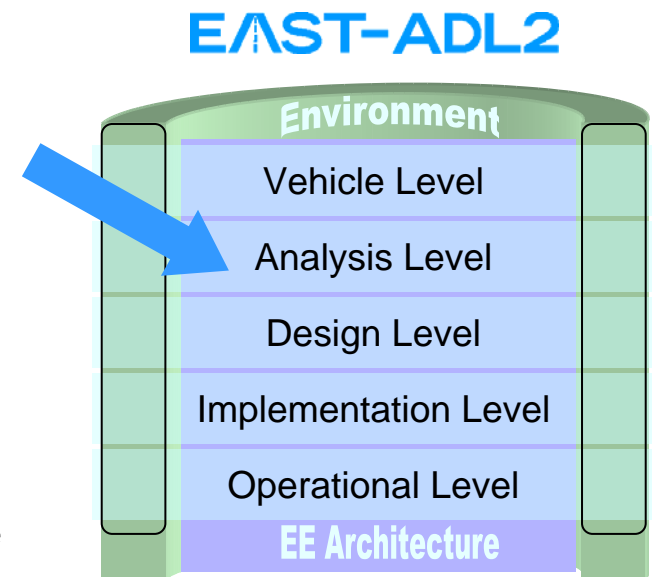 EAST-ADL2
Environment
Vehicle Level
Analysis Level
Design Level
Implementation Level
Operational Level
EE Architecture